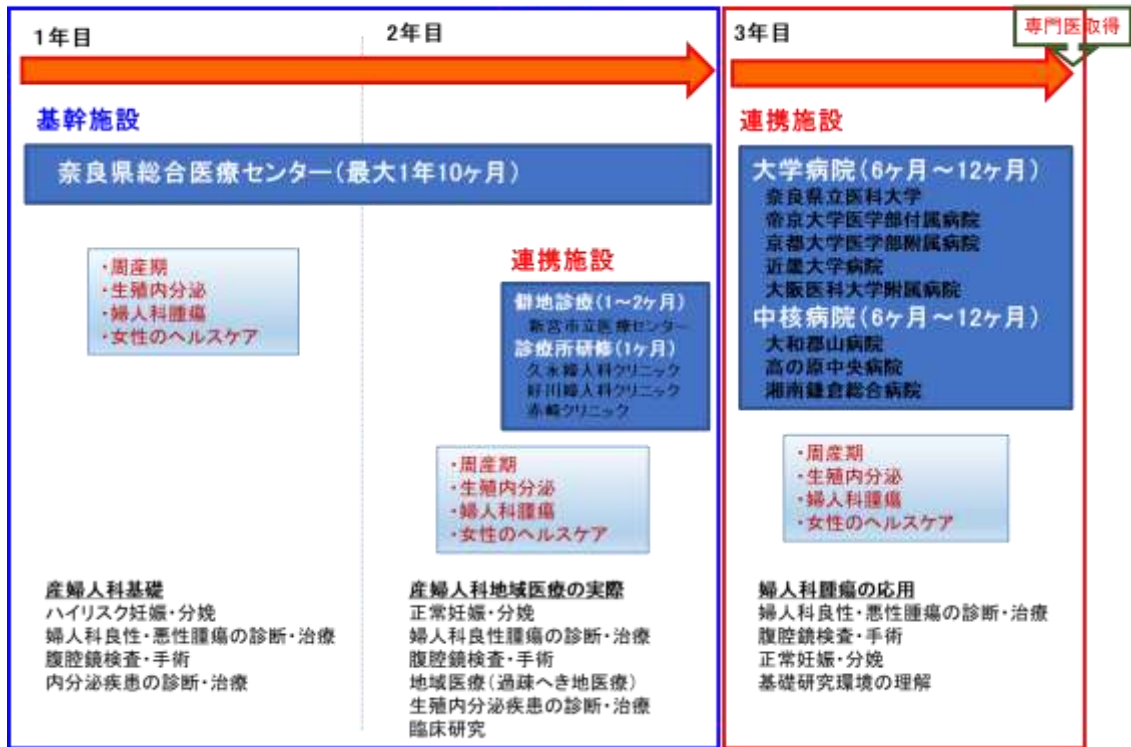 1年目
2年目
3年目
専門医取得
基幹施設
奈良県総合医療センター(最大1年10ヶ月)
・周産期
・生殖内分泌
・婦人科腫瘍
・女性のヘルスケア
連携施設
僻地診療(1～2ヶ月)
新宮市立医療センター
診療所研修(1ヶ月)
久永婦人科クリニック
好川婦人科クリニック
赤崎クリニック
・周産期
・生殖内分泌
・婦人科腫瘍
・女性のヘルスケア
連携施設
大学病院(6ヶ月～12ヶ月)
奈良県立医科大学
帝京大学医学部付属病院
京都大学医学部附属病院
近畿大学病院
大阪医科大学附属病院
中核病院(6ヶ月～12ヶ月)
大和郡山病院
高の原中央病院
湘南鎌倉総合病院
・周産期
・生殖内分泌
・婦人科腫瘍
・女性のヘルスケア
産婦人科基礎
ハイリスク妊娠・分娩
婦人科良性・悪性腫瘍の診断・治療
腹腔鏡検査・手術
内分泌疾患の診断・治療
産婦人科地域医療の実際
正常妊娠・分娩
婦人科良性腫瘍の診断・治療
腹腔鏡検査・手術
地域医療(過疎へき地医療)
生殖内分泌疾患の診断・治療
臨床研究
婦人科腫瘍の応用
婦人科良性・悪性腫瘍の診断・治療
腹腔鏡検査・手術
正常妊娠・分娩
基礎研究環境の理解